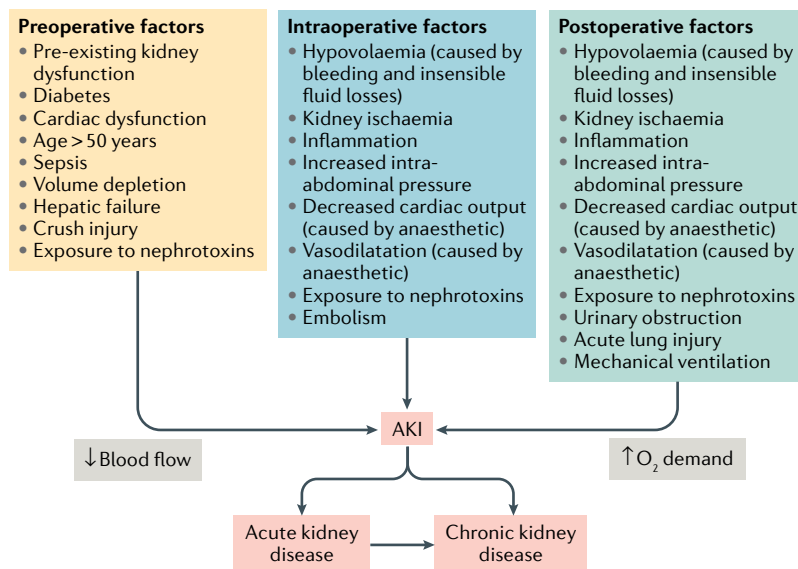 Preoperative factors
• Pre-existing kidney
dysfunction
• Diabetes
• Cardiac dysfunction
• Age > 50 years
• Sepsis
• Volume depletion
• Hepatic failure
• Crush injury
• Exposure to nephrotoxins
Intraoperative factors
• Hypovolaemia (caused by
bleeding and insensible
fluid losses)
• Kidney ischaemia
• Inflammation
• Increased intra-
abdominal pressure
• Decreased cardiac output
(caused by anaesthetic)
• Vasodilatation (caused by
anaesthetic)
• Exposure to nephrotoxins
• Embolism
Postoperative factors
• Hypovolaemia (caused by
bleeding and insensible
fluid losses)
• Kidney ischaemia
• Inflammation
• Increased intra-
abdominal pressure
• Decreased cardiac output
(caused by anaesthetic)
• Vasodilatation (caused by
anaesthetic)
• Exposure to nephrotoxins
• Urinary obstruction
• Acute lung injury
• Mechanical ventilation
AKI
↓Blood flow
↑O₂ demand
Acute kidney
disease
Chronic kidney
disease